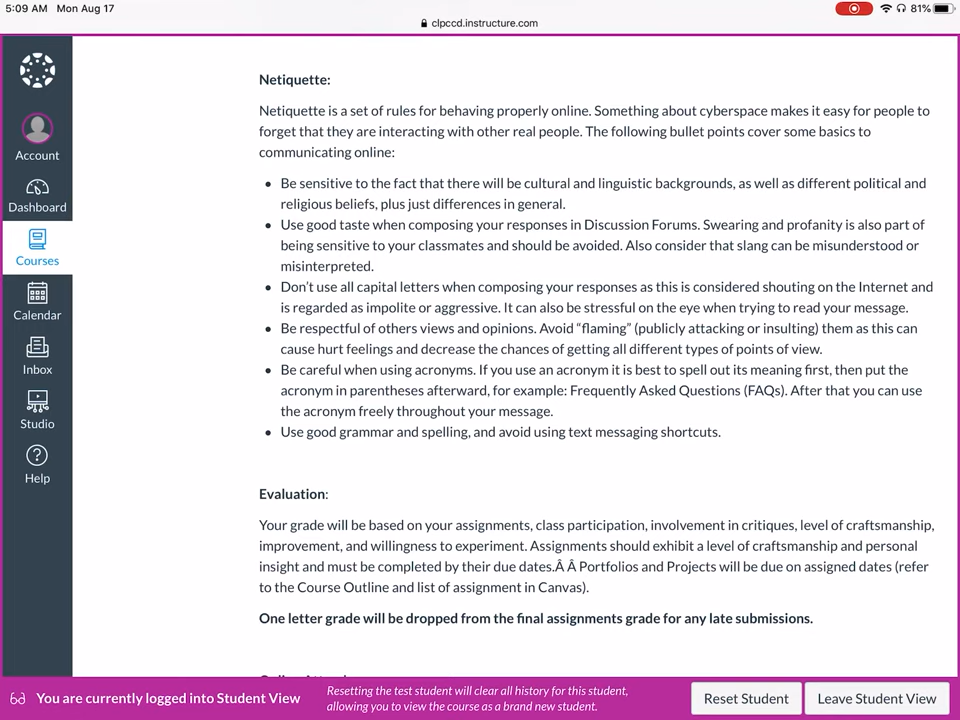 5:09 AM Mon Aug 17
81%
clpccd.instructure.com
Account
Dashboard
Courses
Calendar
Inbox
Studio
Help
Netiquette:
Netiquette is a set of rules for behaving properly online. Something about cyberspace makes it easy for people to
forget that they are interacting with other real people. The following bullet points cover some basics to
communicating online:
• Be sensitive to the fact that there will be cultural and linguistic backgrounds, as well as different political and
religious beliefs, plus just differences in general.
• Use good taste when composing your responses in Discussion Forums. Swearing and profanity is also part of
being sensitive to your classmates and should be avoided. Also consider that slang can be misunderstood or
misinterpreted.
• Don’t use all capital letters when composing your responses as this is considered shouting on the Internet and
is regarded as impolite or aggressive. It can also be stressful on the eye when trying to read your message.
• Be respectful of others views and opinions. Avoid “flaming” (publicly attacking or insulting) them as this can
cause hurt feelings and decrease the chances of getting all different types of points of view.
• Be careful when using acronyms. If you use an acronym it is best to spell out its meaning first, then put the
acronym in parentheses afterward, for example: Frequently Asked Questions (FAQs). After that you can use
the acronym freely throughout your message.
• Use good grammar and spelling, and avoid using text messaging shortcuts.
Evaluation:
Your grade will be based on your assignments, class participation, involvement in critiques, level of craftsmanship,
improvement, and willingness to experiment. Assignments should exhibit a level of craftsmanship and personal
insight and must be completed by their due dates.Â Â Portfolios and Projects will be due on assigned dates (refer
to the Course Outline and list of assignment in Canvas).
One letter grade will be dropped from the final assignments grade for any late submissions.
You are currently logged into Student View
Resetting the test student will clear all history for this student,
allowing you to view the course as a brand new student.
Reset Student
Leave Student View